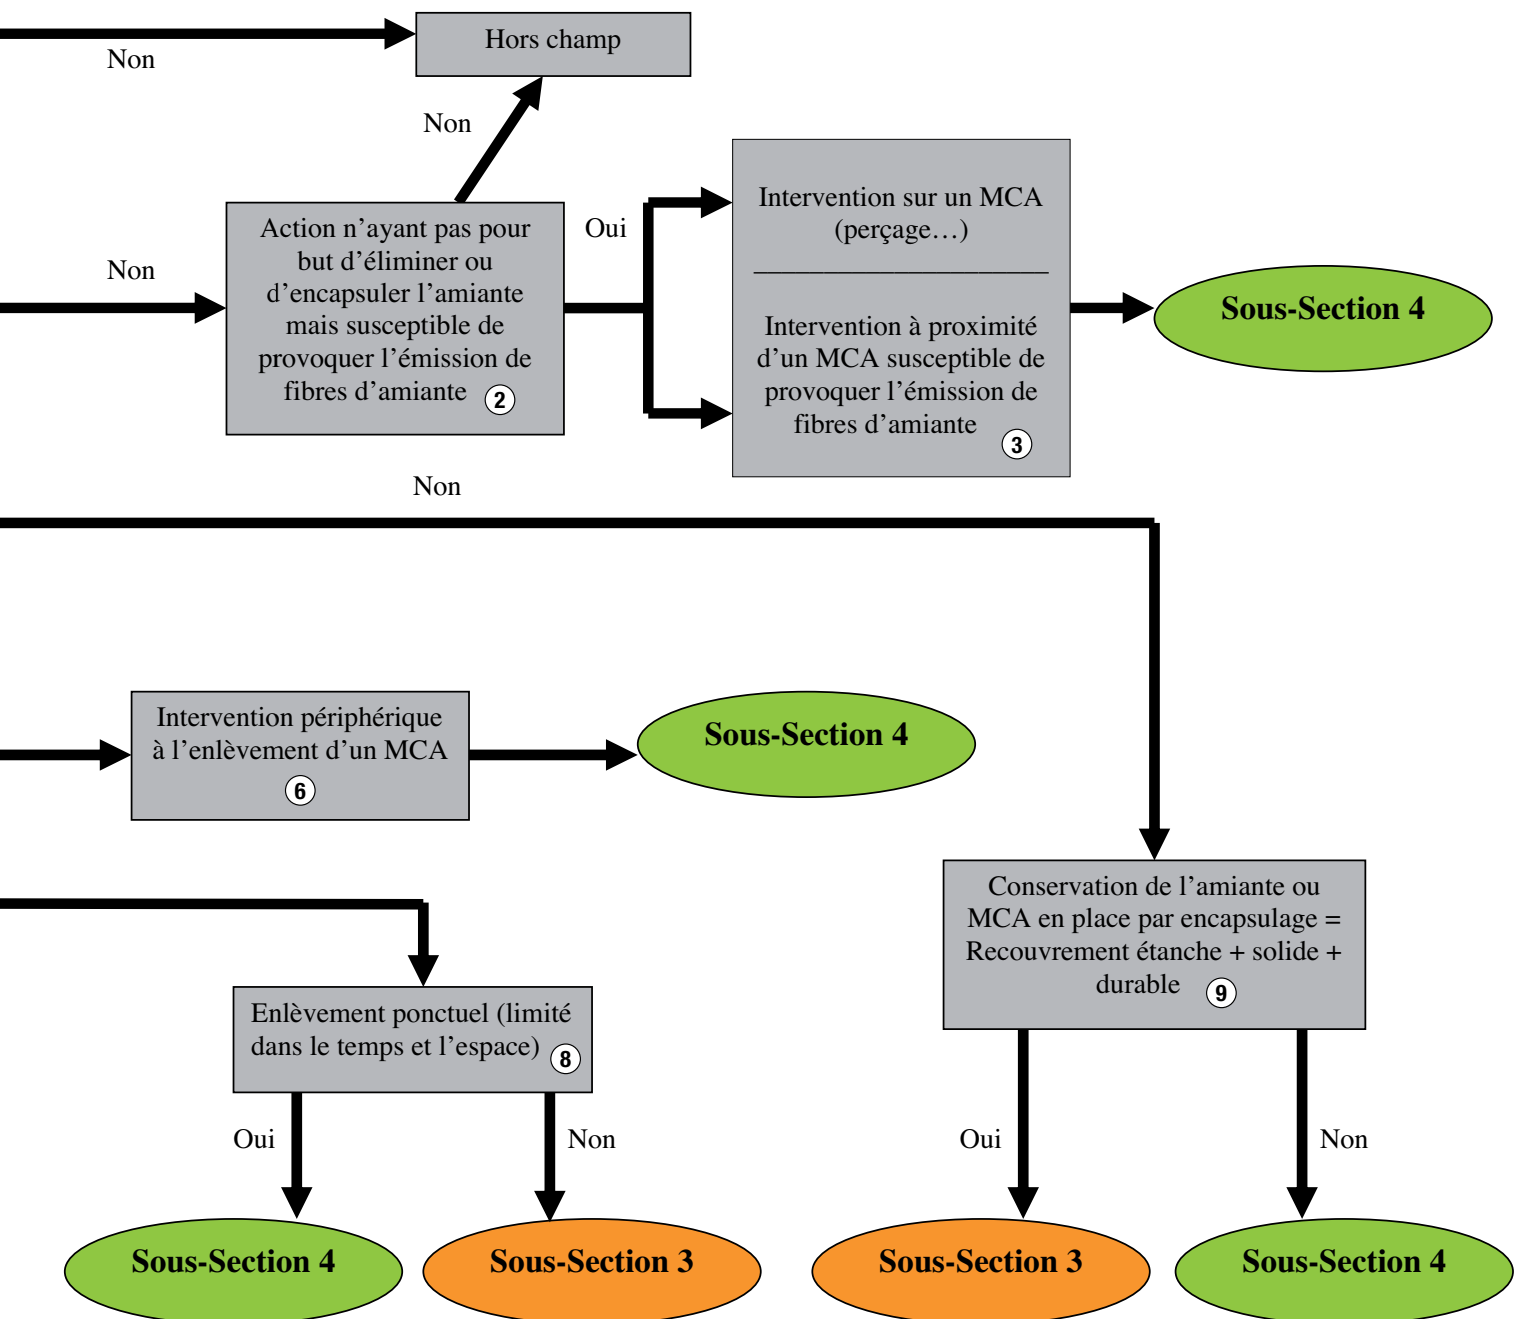 Non
Hors champ
Non
Non
Action n’ayant pas pour
but d’éliminer ou
d’encapsuler l’amiante
mais susceptible de
provoquer l’émission de
fibres d’amiante
2
Oui
Intervention sur un MCA
(perçage…)
Intervention à proximité
d’un MCA susceptible de
provoquer l’émission de
fibres d’amiante
3
Sous-Section 4
Non
Intervention périphérique
à l’enlèvement d’un MCA
6
Sous-Section 4
Conservation de l’amiante ou
MCA en place par encapsulage =
Recouvrement étanche + solide +
durable
9
Enlèvement ponctuel (limité
dans le temps et l’espace)
8
Oui
Non
Oui
Non
Sous-Section 4
Sous-Section 3
Sous-Section 3
Sous-Section 4